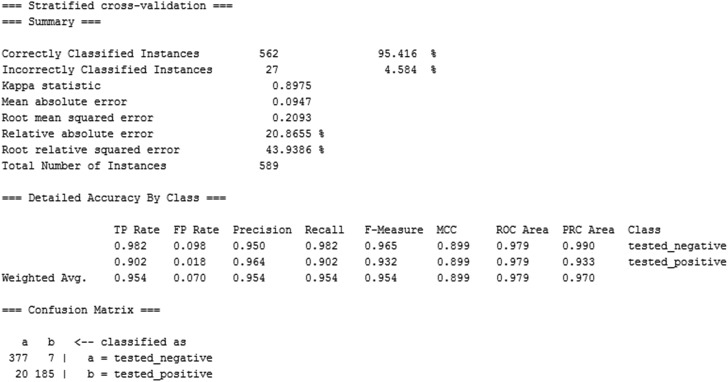 === Stratified cross-validation ===
=== Summary ===
Correctly Classified Instances 562 95.416 %
Incorrectly Classified Instances 27 4.584 %
Kappa statistic 0.8975
Mean absolute error 0.0947
Root mean squared error 0.2093
Relative absolute error 20.8655 %
Root relative squared error 43.9386 %
Total Number of Instances 589
=== Detailed Accuracy By Class ===
TP Rate FP Rate Precision Recall F-Measure MCC ROC Area PRC Area Class
0.982 0.098 0.950 0.982 0.965 0.899 0.979 0.990 tested_negative
0.902 0.018 0.964 0.902 0.932 0.899 0.979 0.933 tested_positive
Weighted Avg. 0.954 0.070 0.954 0.954 0.954 0.899 0.979 0.970
=== Confusion Matrix ===
a b <-- classified as
377 7 | a = tested_negative
20 185 | b = tested_positive